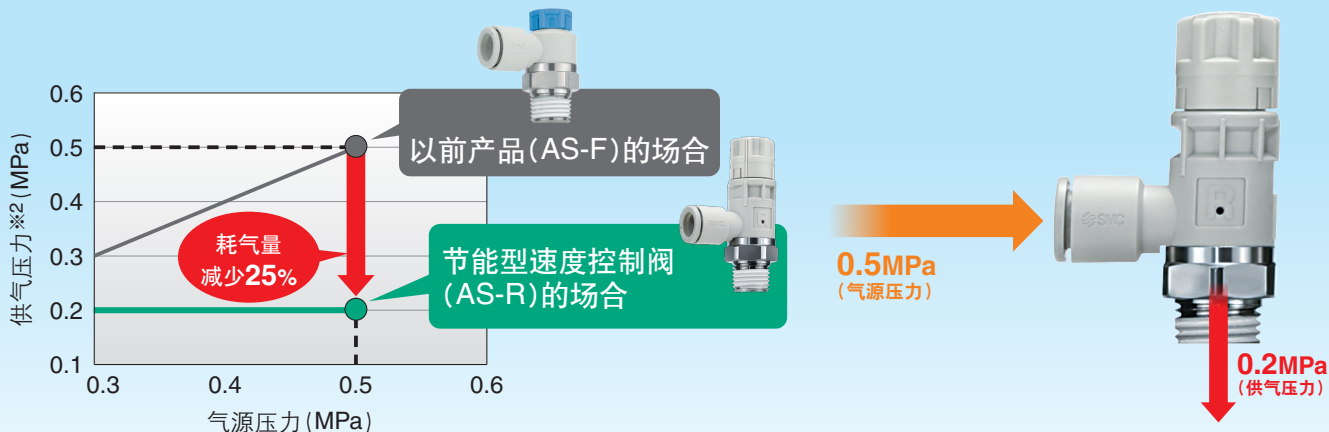 0.6
0.5
0.4
0.3
0.2
0.1
供气压力※2(MPa)
0.3
0.4
0.5
0.6
气源压力(MPa)
以前产品(AS-F)的场合
耗气量
减少25%
节能型速度控制阀
(AS-R)的场合
0.5MPa
(气源压力)
SMC
R
0.2MPa
(供气压力)